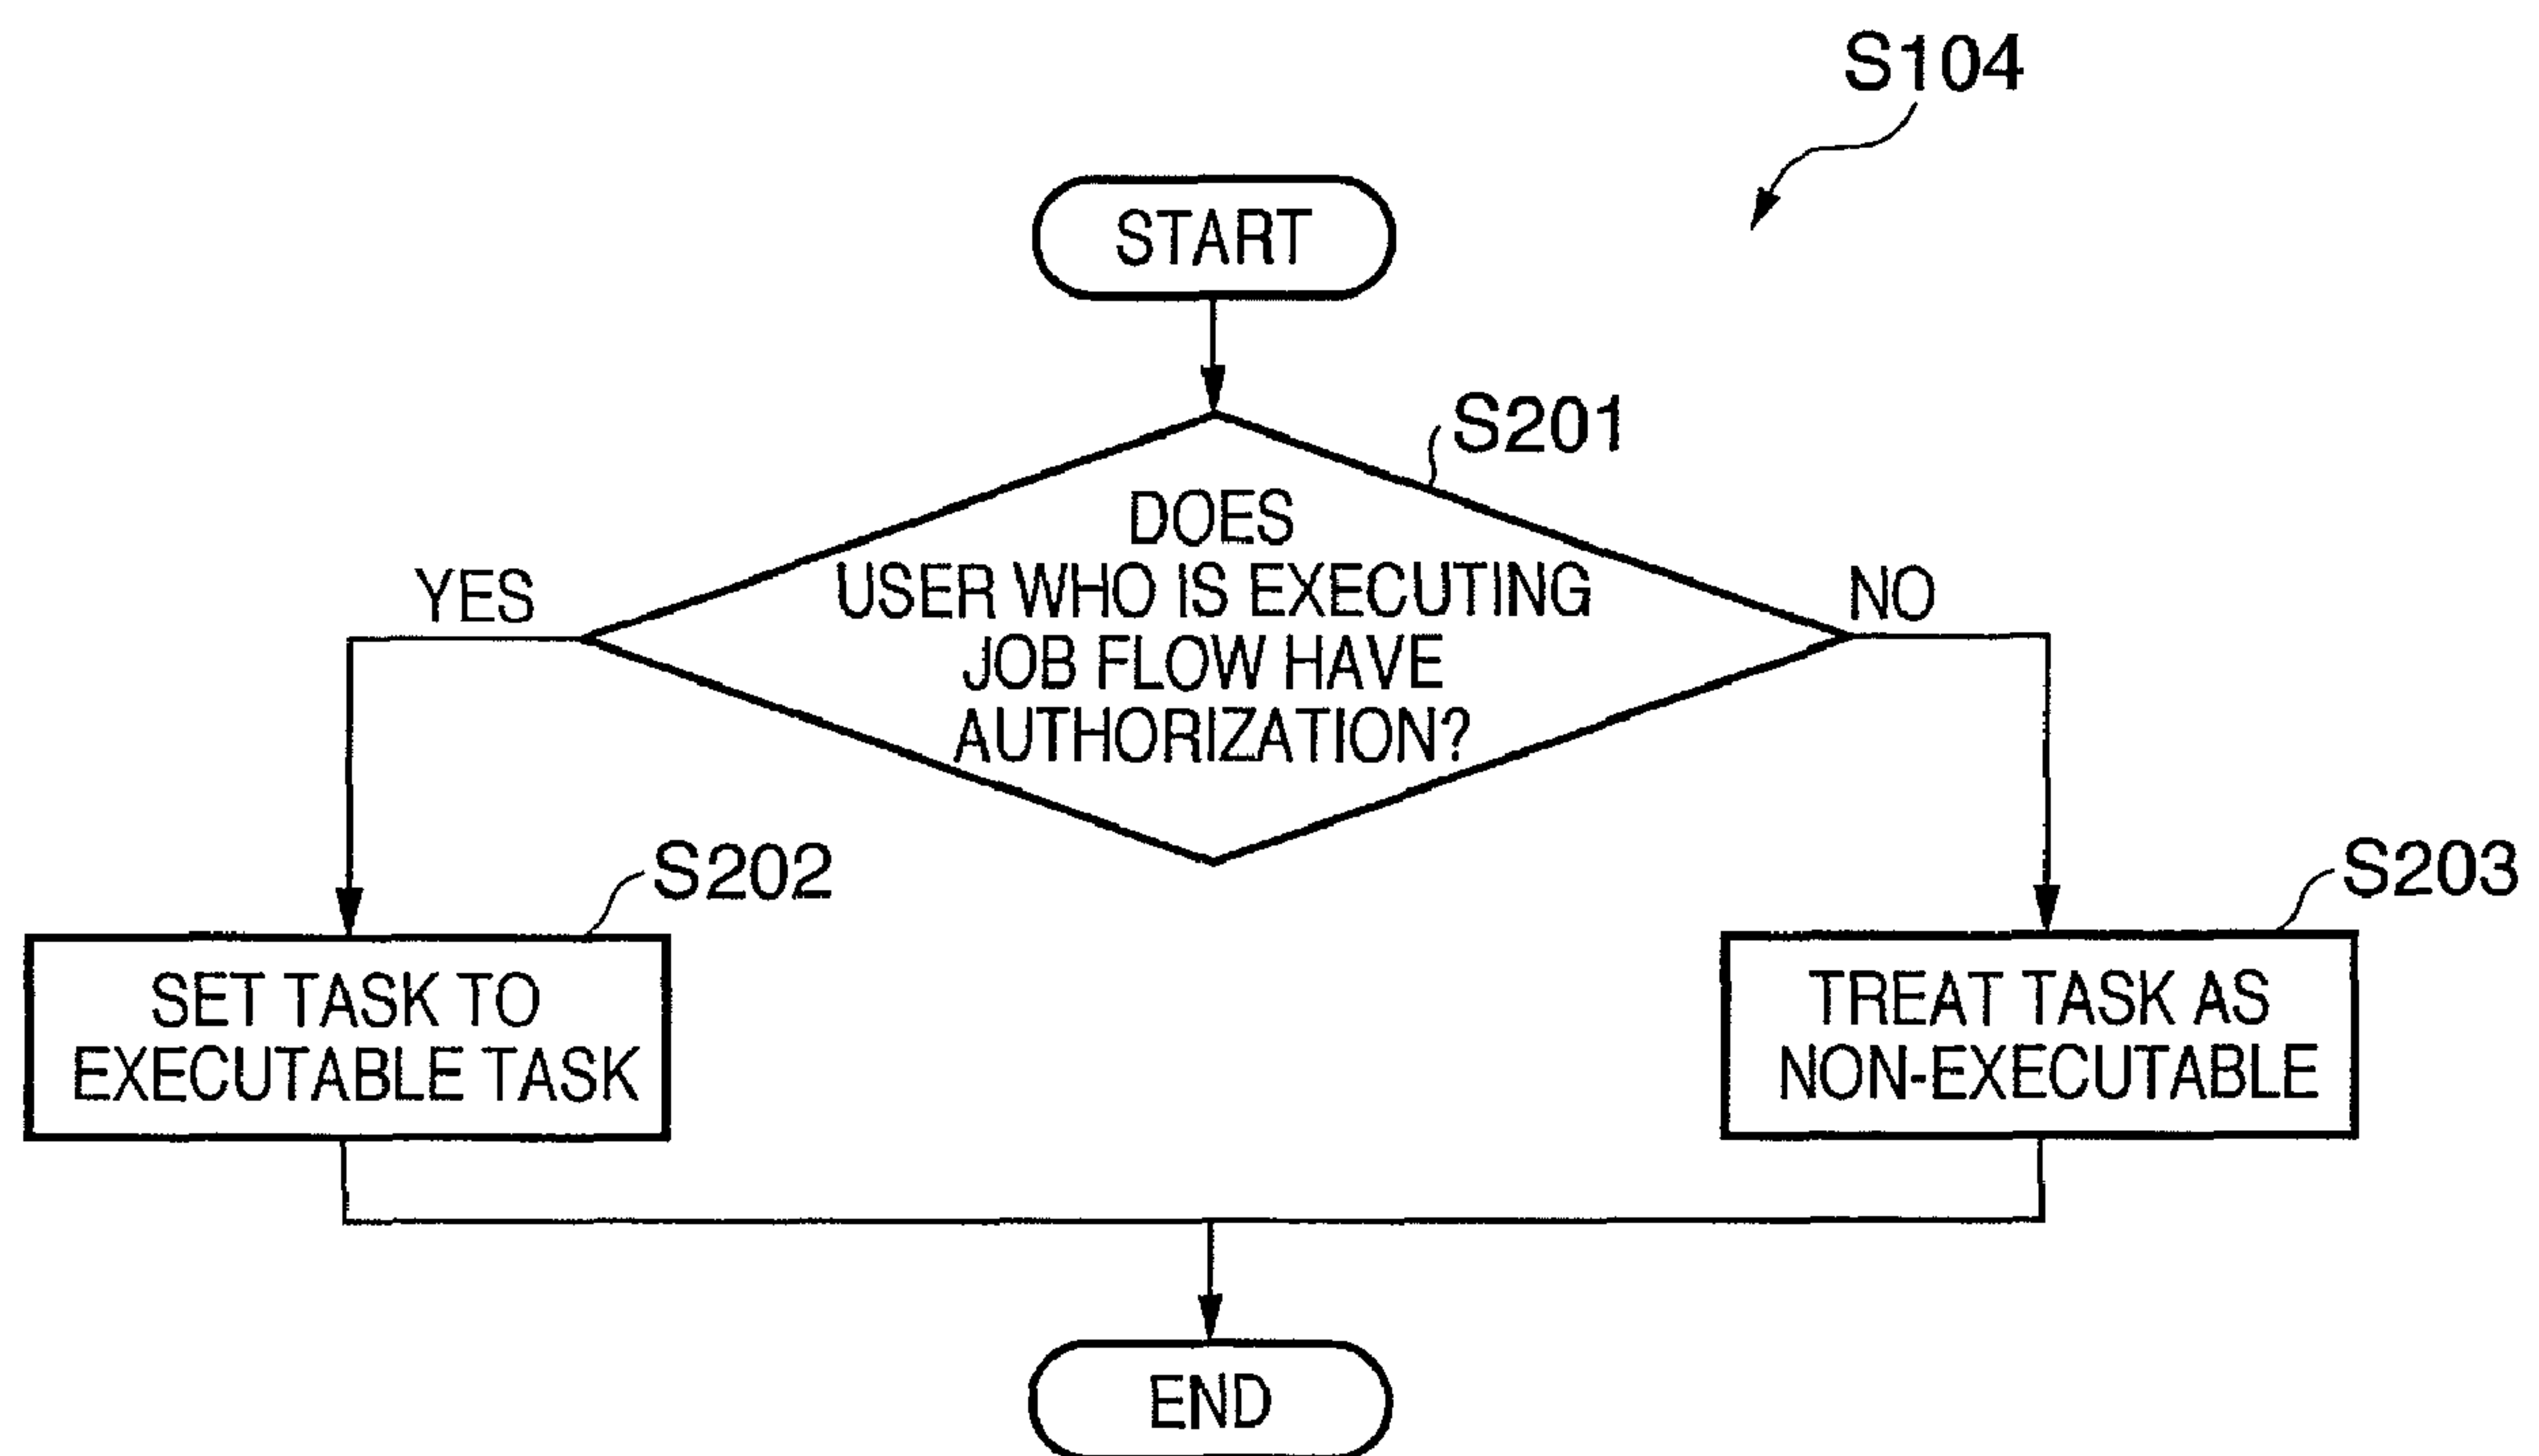 S104
START
S201
DOES
USER WHO IS EXECUTING
JOB FLOW HAVE
AUTHORIZATION?
YES
NO
S202
S203
SET TASK TO
EXECUTABLE TASK
TREAT TASK AS
NON-EXECUTABLE
END